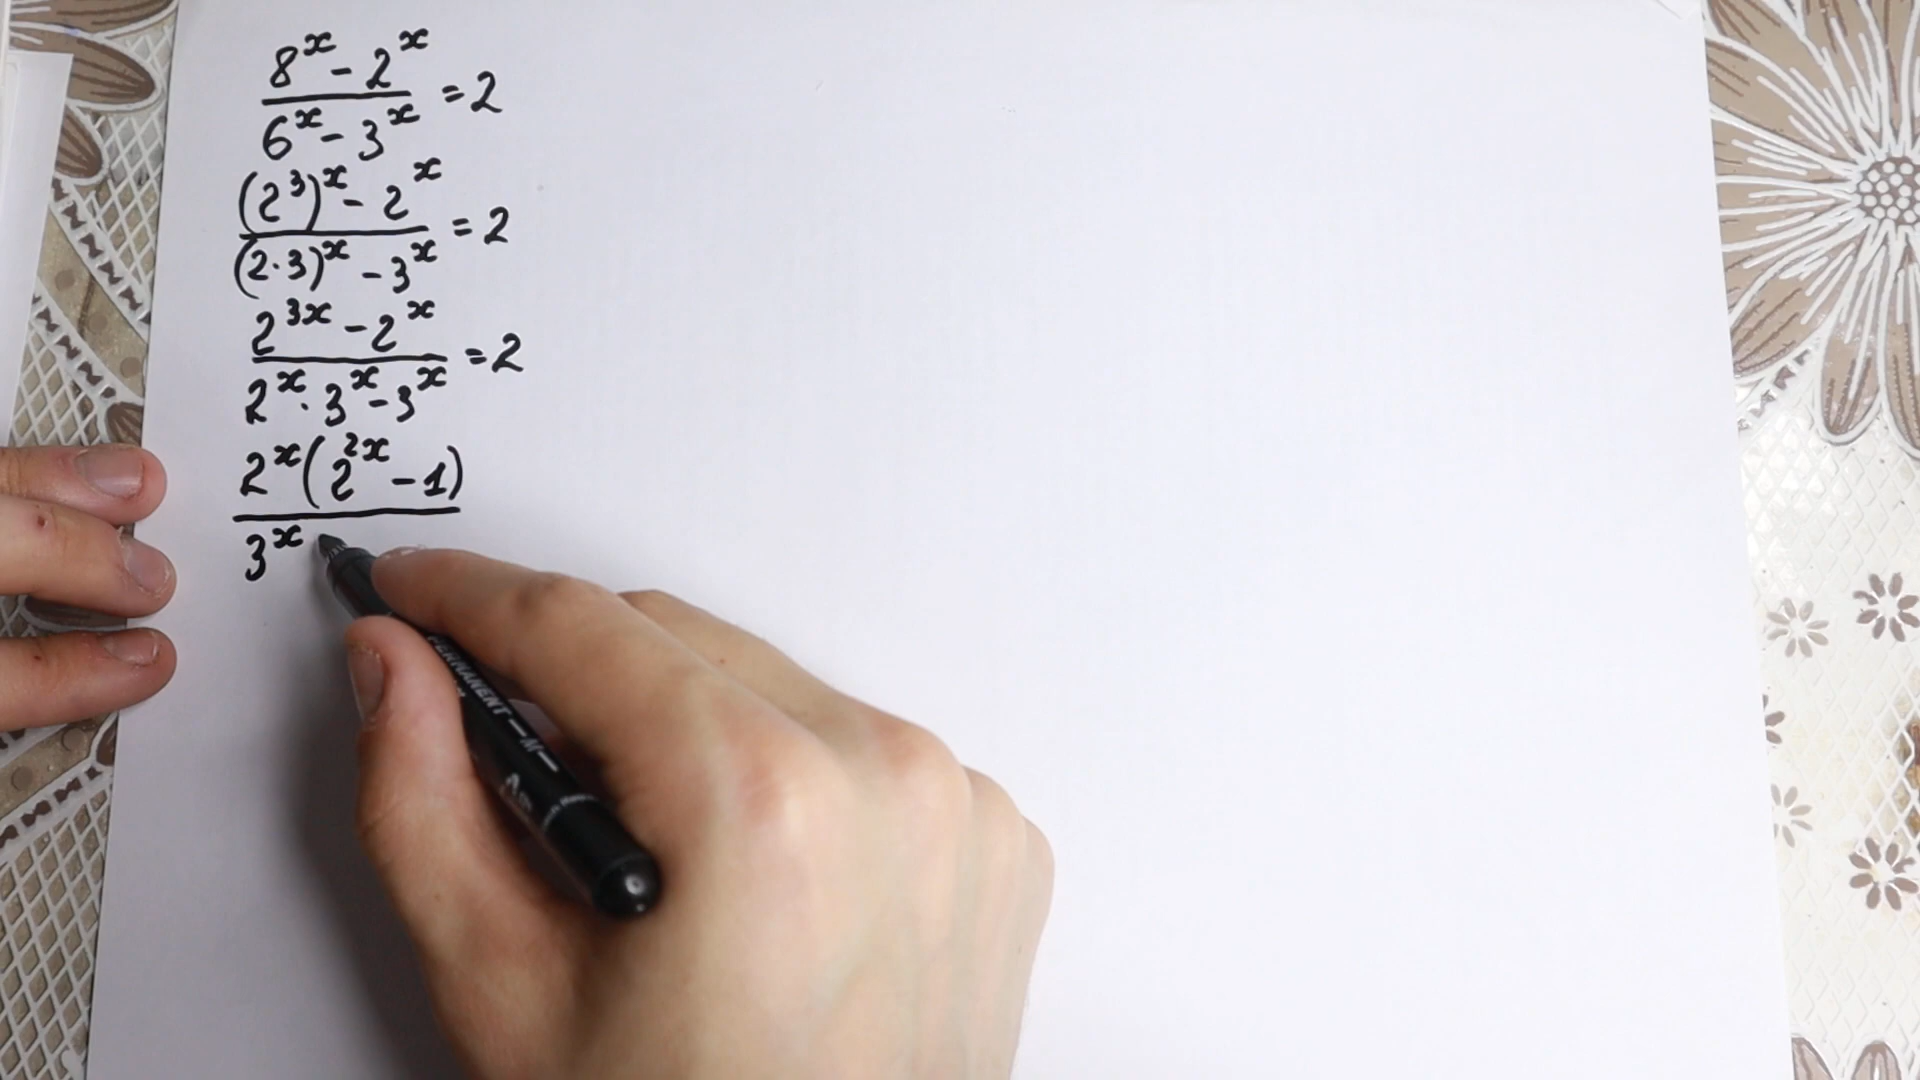 8^x - 2^x
6^x - 3^x = 2
(2^3)^x - 2^x
(2·3)^x - 3^x = 2
2^{3x} - 2^x
2^x · 3^x - 3^x = 2
2^x(2^{2x} - 1)
3^x
PERMANENT — M —